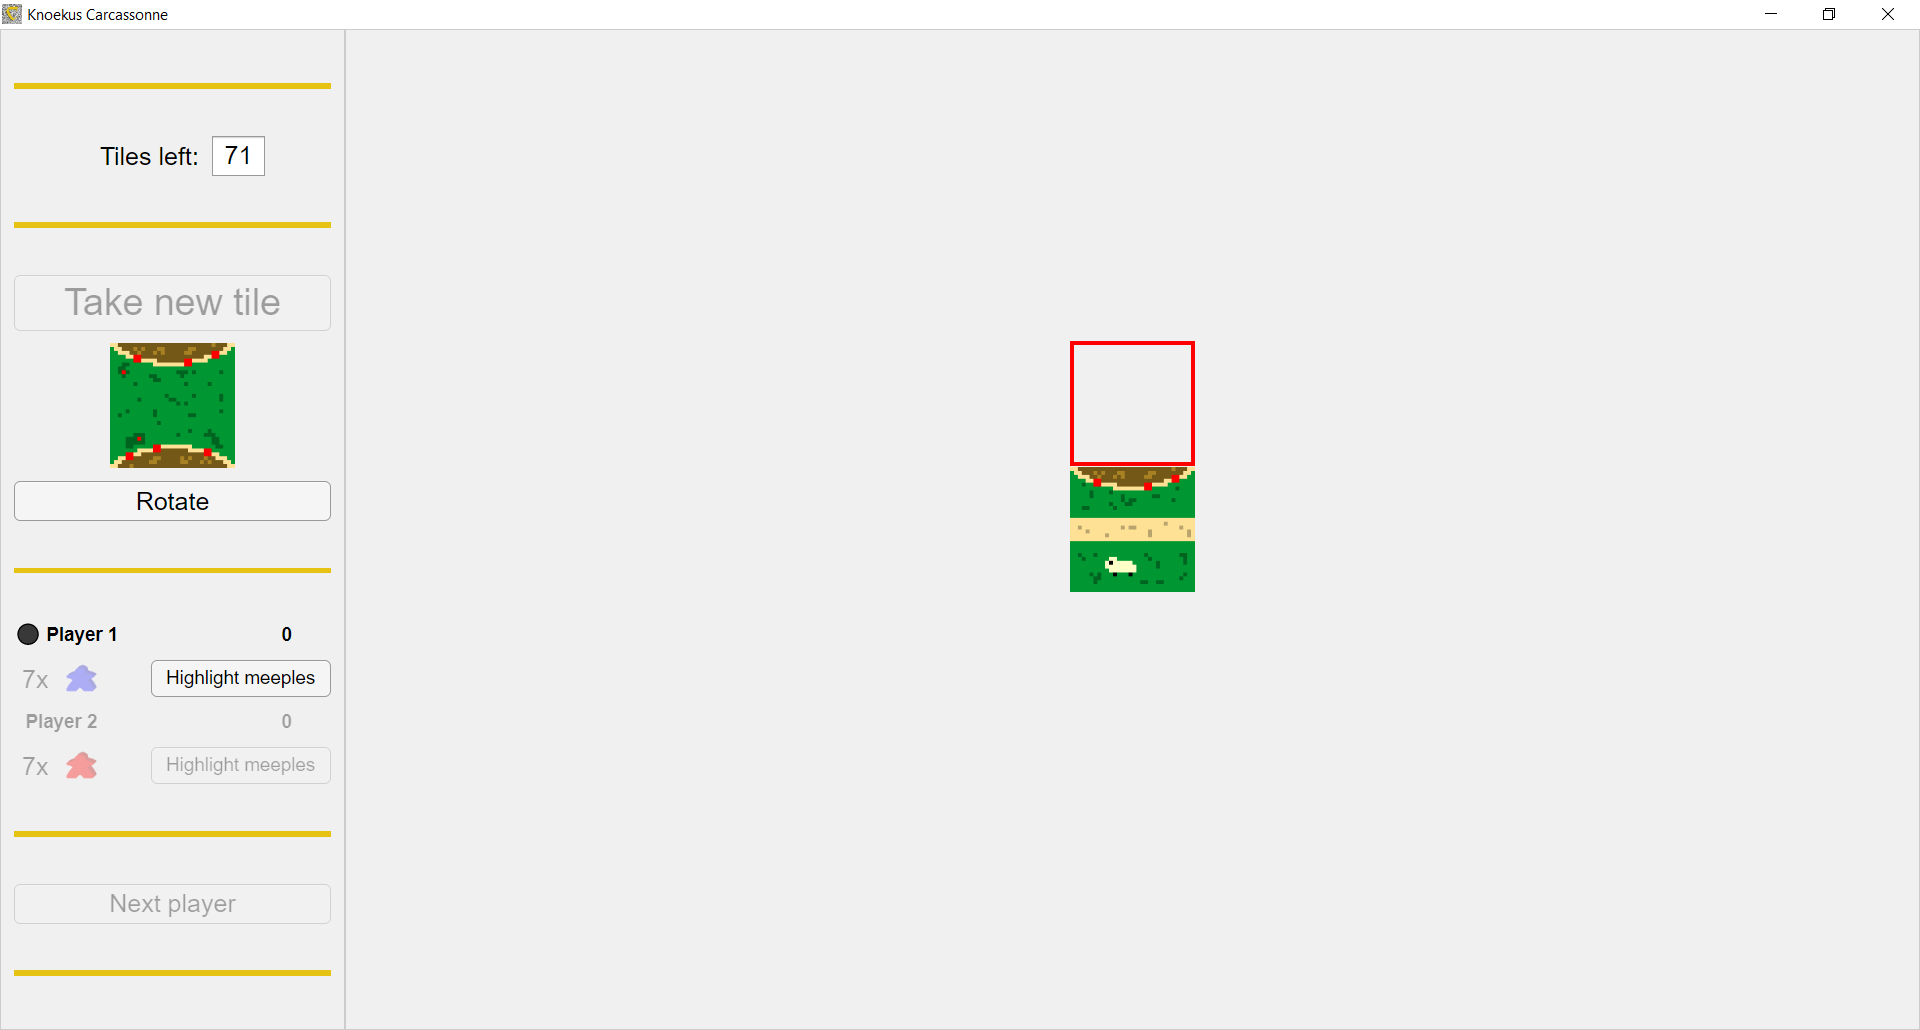 Knoekus Carcassonne
Tiles left: 71
Take new tile
Rotate
Player 1 0
7x Highlight meeples
Player 2 0
7x Highlight meeples
Next player